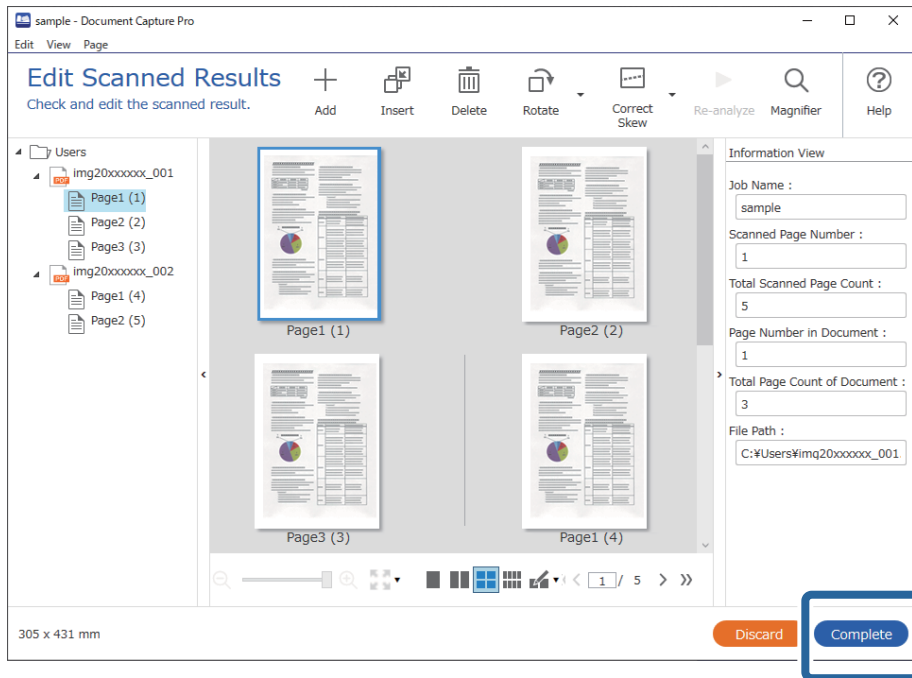 sample - Document Capture Pro
Edit View Page
Edit Scanned Results
Check and edit the scanned result.
Add
Insert
Delete
Rotate
Correct
Skew
Re-analyze
Magnifier
Help
Users
PDF
img20xxxxxx_001
Page1 (1)
Page2 (2)
Page3 (3)
PDF
img20xxxxxx_002
Page1 (4)
Page2 (5)
Page1 (1)
Page2 (2)
Page3 (3)
Page1 (4)
1 / 5
Information View
Job Name :
sample
Scanned Page Number :
1
Total Scanned Page Count :
5
Page Number in Document :
1
Total Page Count of Document :
3
File Path :
C:¥Users¥imq20xxxxxx_001.
305 x 431 mm
Discard
Complete